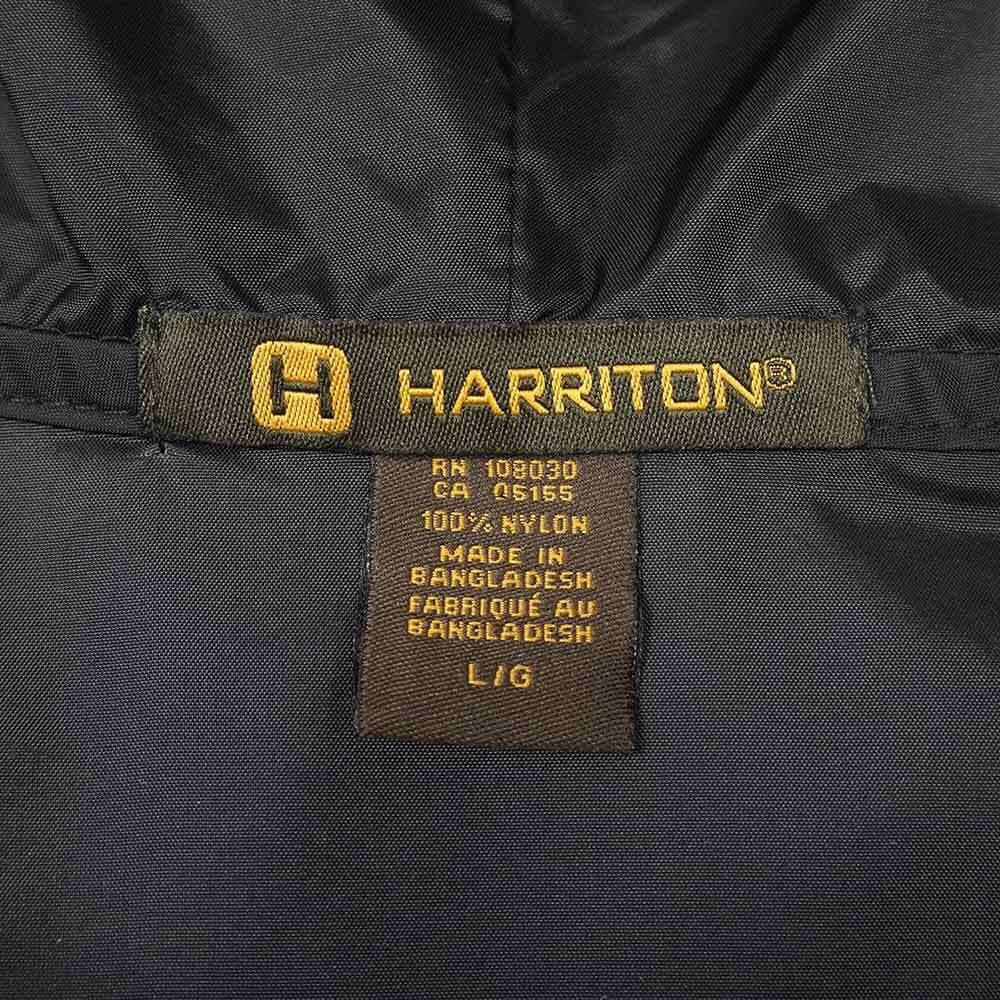 H HARRITON®
RN 108030
CA 05155
100% NYLON
MADE IN
BANGLADESH
FABRIQUÉ AU
BANGLADESH
L/G